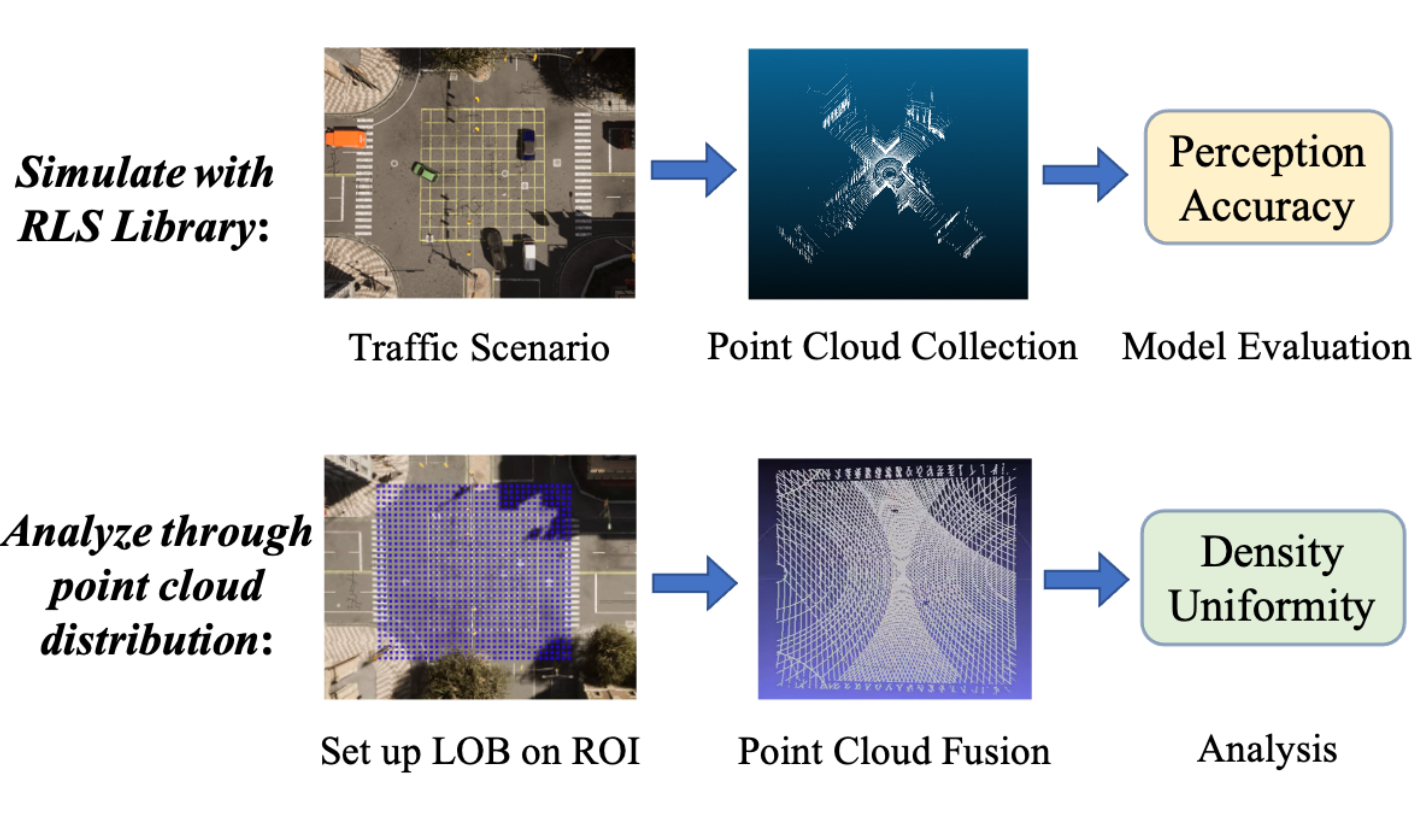 Simulate with
RLS Library:
Perception
Accuracy
Traffic Scenario
Point Cloud Collection
Model Evaluation
Analyze through
point cloud
distribution:
Density
Uniformity
Set up LOB on ROI
Point Cloud Fusion
Analysis